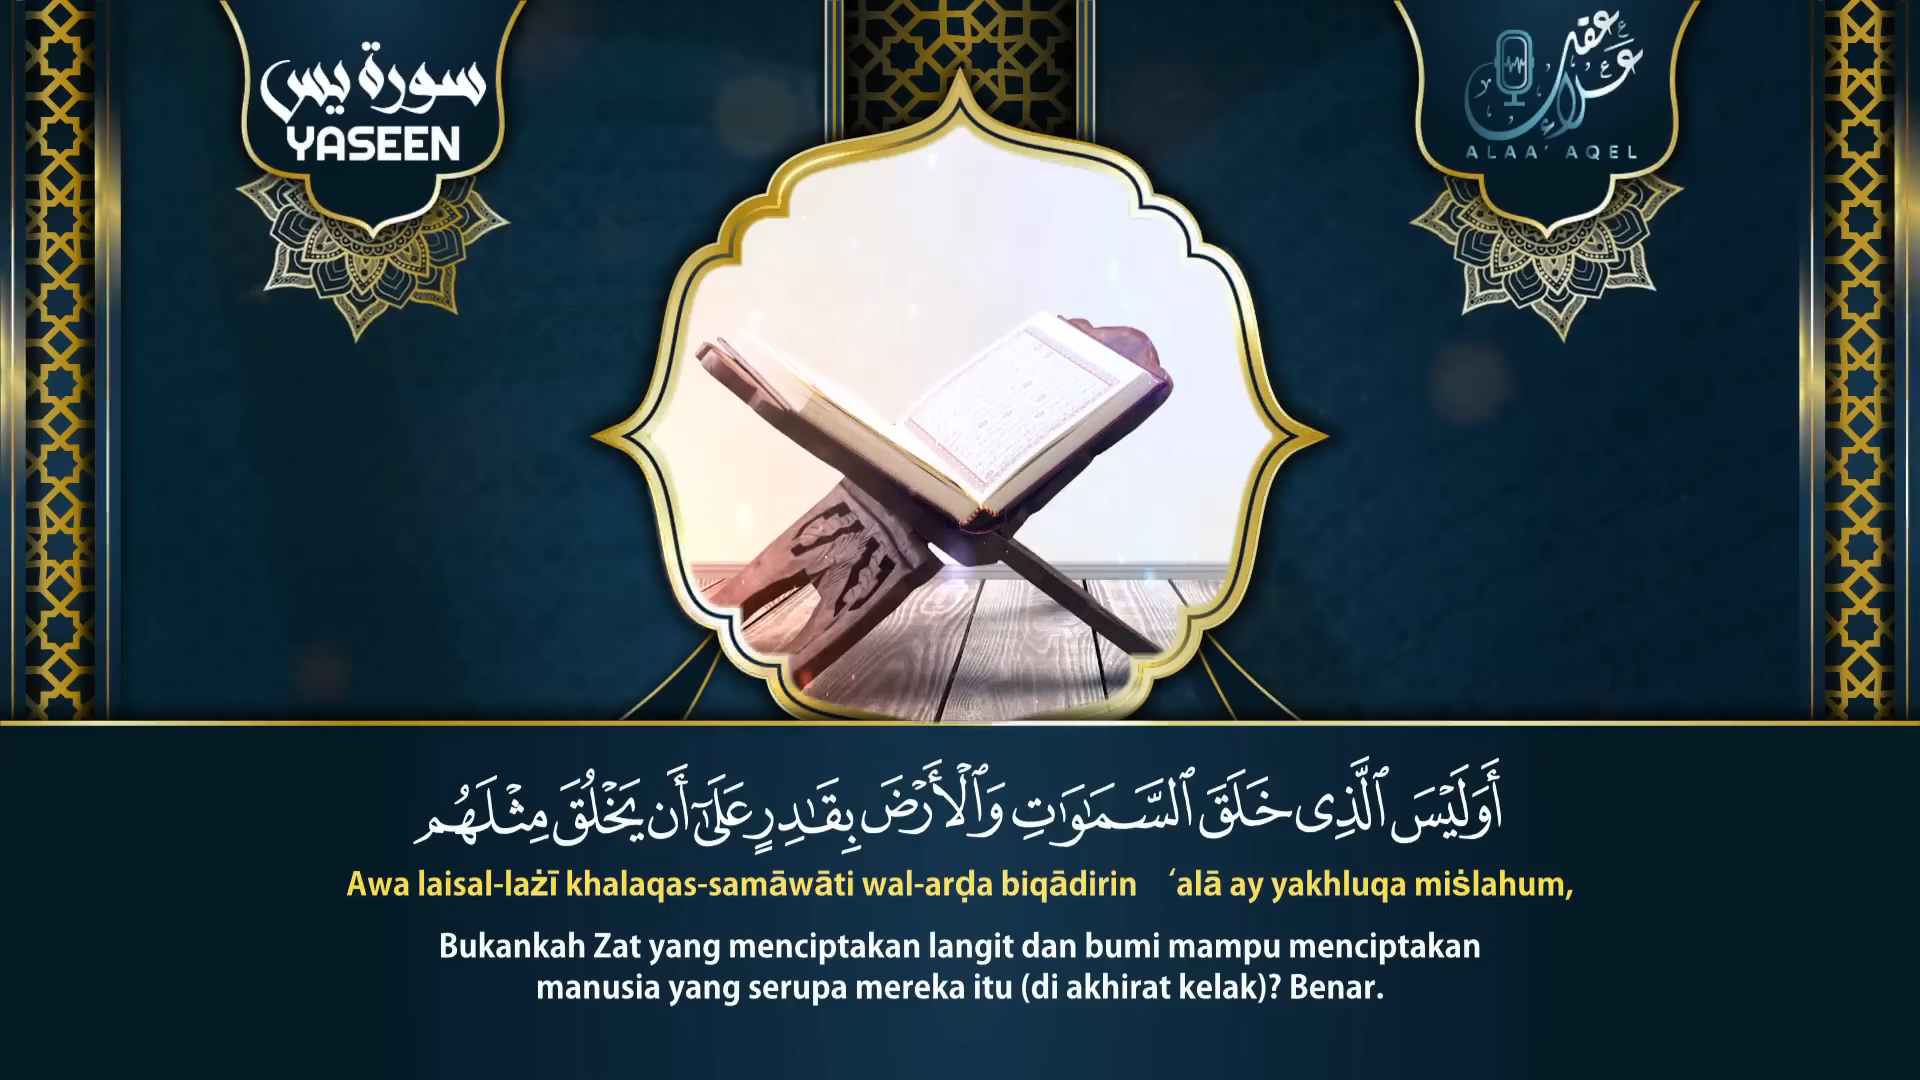 سورة يس
YASEEN
علاء عقل
ALAA' AQEL
أَوَلَيْسَ ٱلَّذِى خَلَقَ ٱلسَّمَـٰوَٰتِ وَٱلْأَرْضَ بِقَـٰدِرٍ عَلَىٰٓ أَن يَخْلُقَ مِثْلَهُم
Awa laisal-lażī khalaqas-samāwāti wal-arḍa biqādirin ‘alā ay yakhluqa miṡlahum,
Bukankah Zat yang menciptakan langit dan bumi mampu menciptakan
manusia yang serupa mereka itu (di akhirat kelak)? Benar.